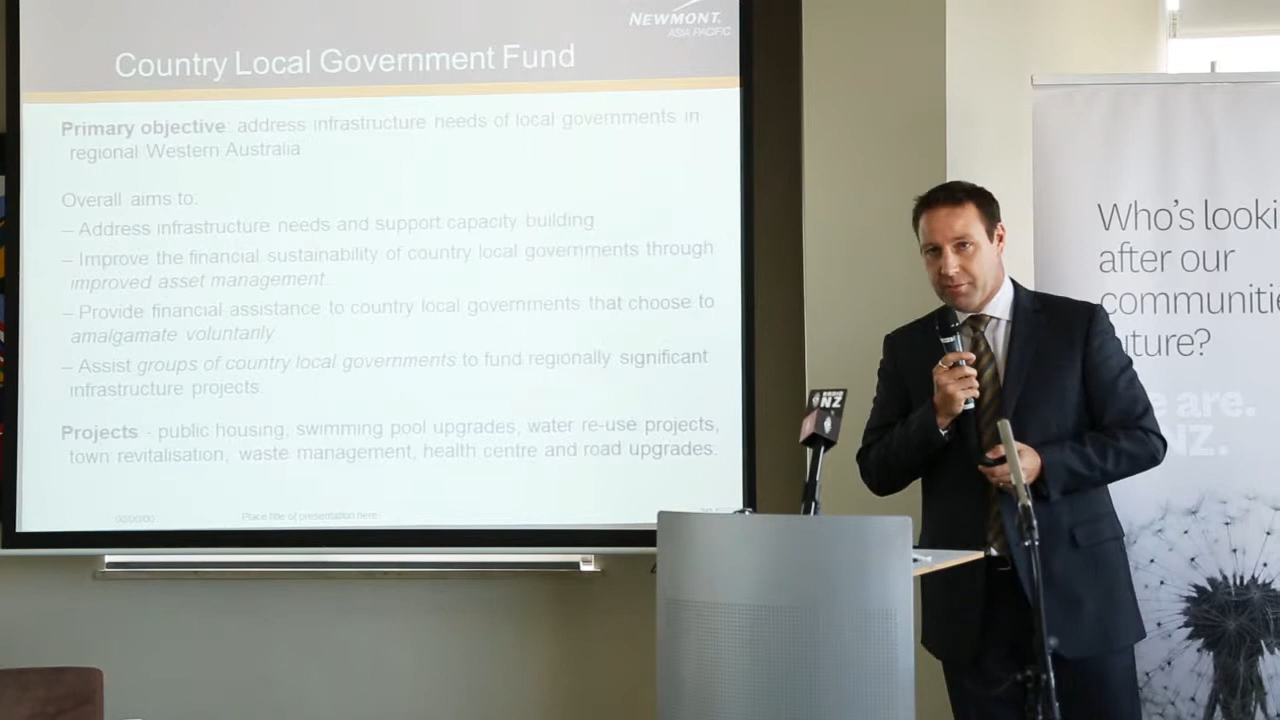 NEWMONT.
ASIA PACIFIC
Country Local Government Fund
Primary objective: address infrastructure needs of local governments in
regional Western Australia
Overall aims to:
– Address infrastructure needs and support capacity building
– Improve the financial sustainability of country local governments through
improved asset management.
– Provide financial assistance to country local governments that choose to
amalgamate voluntarily
– Assist groups of country local governments to fund regionally significant
infrastructure projects.
Projects - public housing, swimming pool upgrades, water re-use projects,
town revitalisation, waste management, health centre and road upgrades.
00/00/00
Place title of presentation here
RADIO
NZ
Who's looki
after our
communitie
uture?
e are.
NZ.